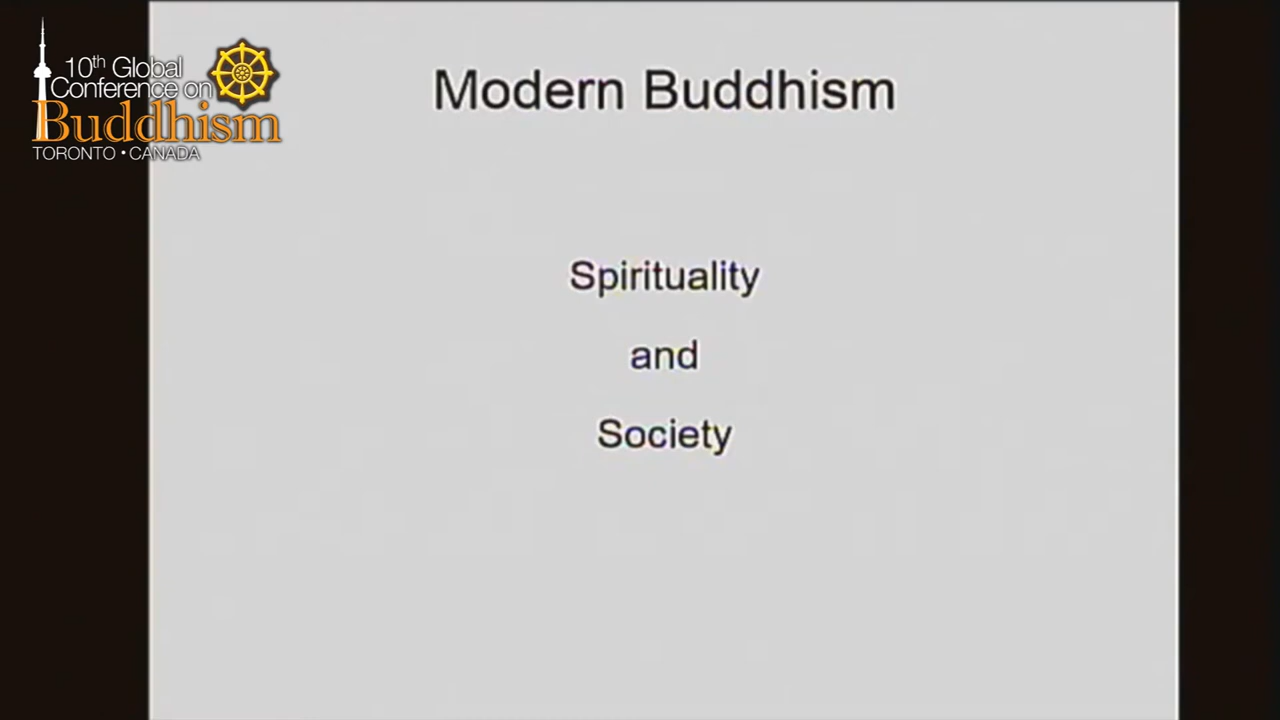 10th Global
Conference on
Buddhism
TORONTO • CANADA
Modern Buddhism
Spirituality
and
Society